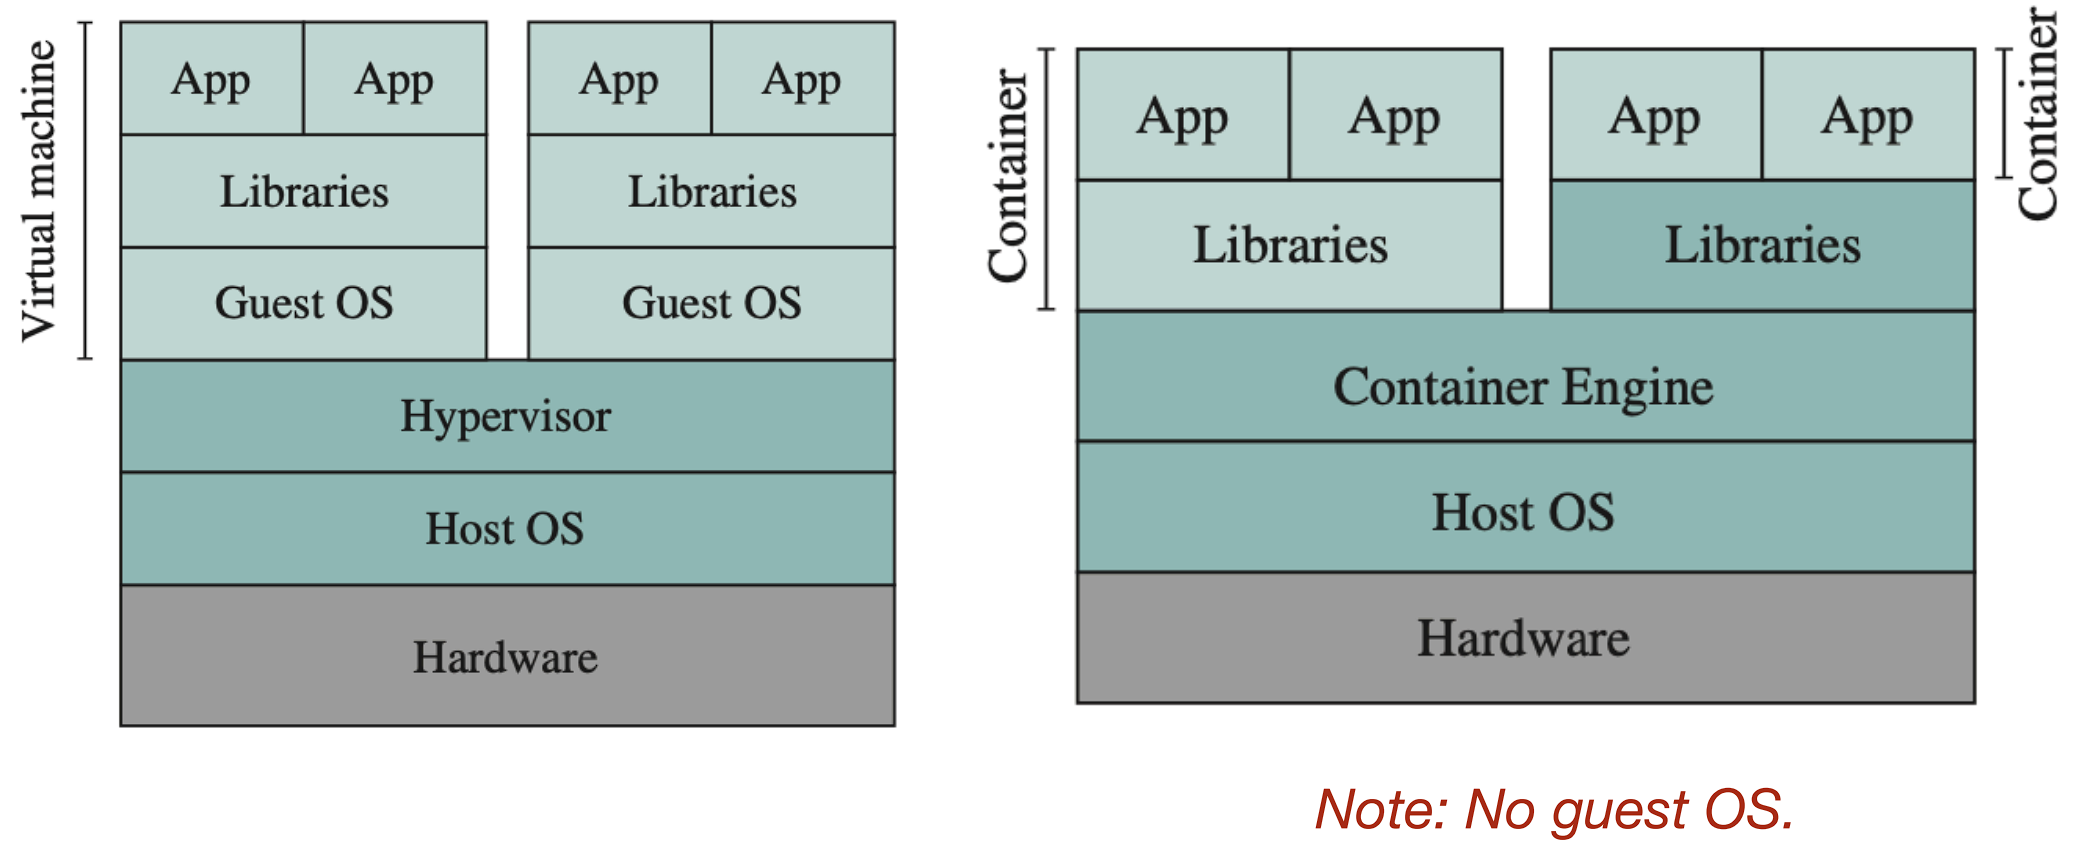 Virtual machine
App App App App
Libraries Libraries
Guest OS Guest OS
Hypervisor
Host OS
Hardware
Container
App App App App
Container
Libraries Libraries
Container Engine
Host OS
Hardware
Note: No guest OS.